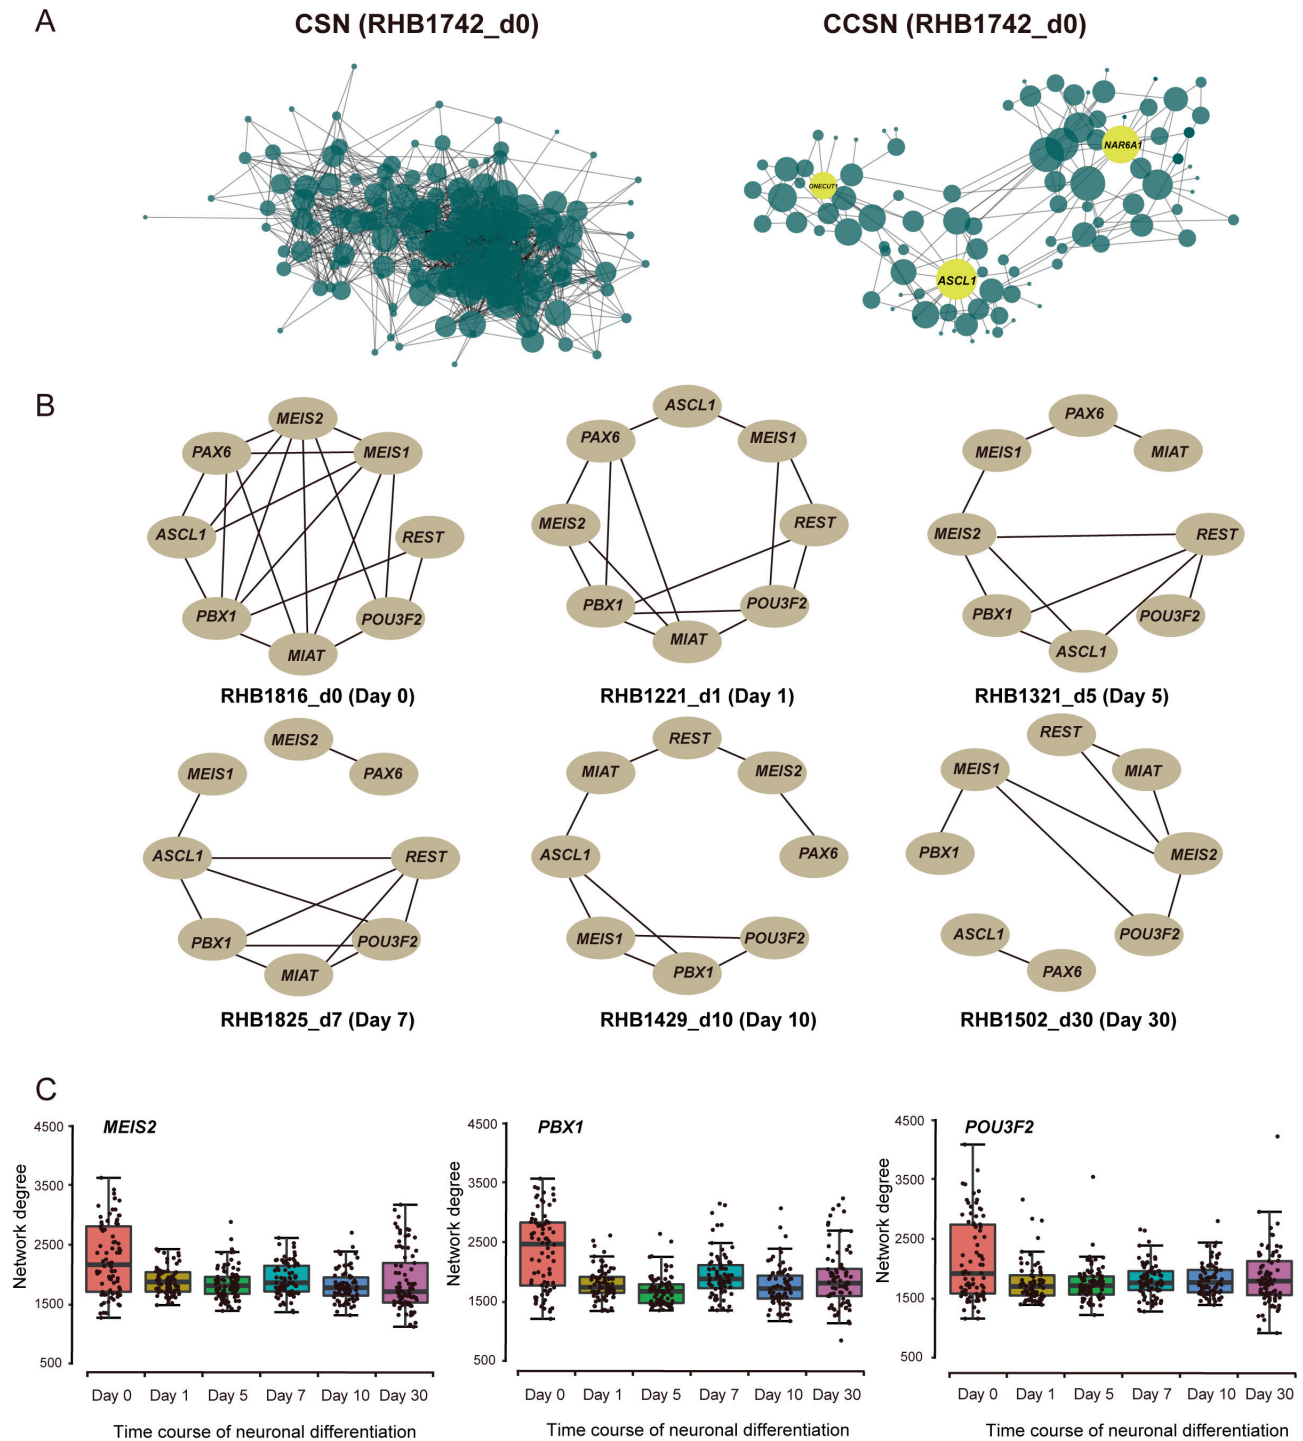 A
CSN (RHB1742_d0)
CCSN (RHB1742_d0)
NAR6A1
ONECUT1
ASCL1
B
MEIS2
PAX6
MEIS1
ASCL1
REST
PBX1
POU3F2
MIAT
RHB1816_d0 (Day 0)
ASCL1
PAX6
MEIS1
MEIS2
REST
PBX1
POU3F2
MIAT
RHB1221_d1 (Day 1)
PAX6
MEIS1
MIAT
MEIS2
REST
PBX1
POU3F2
ASCL1
RHB1321_d5 (Day 5)
MEIS2
MEIS1
PAX6
ASCL1
REST
PBX1
POU3F2
MIAT
RHB1825_d7 (Day 7)
REST
MIAT
MEIS2
ASCL1
PAX6
MEIS1
POU3F2
PBX1
RHB1429_d10 (Day 10)
REST
MEIS1
MIAT
PBX1
MEIS2
ASCL1
POU3F2
PAX6
RHB1502_d30 (Day 30)
C
MEIS2
Network degree
4500
3500
2500
1500
500
Day 0 Day 1 Day 5 Day 7 Day 10 Day 30
Time course of neuronal differentiation
PBX1
Network degree
4500
3500
2500
1500
500
Day 0 Day 1 Day 5 Day 7 Day 10 Day 30
Time course of neuronal differentiation
POU3F2
Network degree
4500
3500
2500
1500
500
Day 0 Day 1 Day 5 Day 7 Day 10 Day 30
Time course of neuronal differentiation